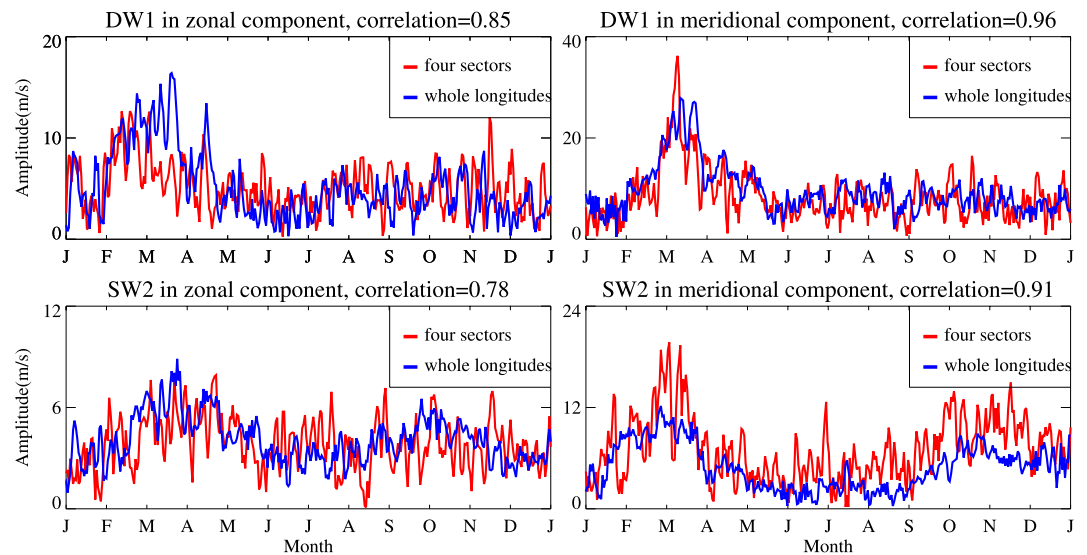 DW1 in zonal component, correlation=0.85
20
10
0
Amplitude(m/s)
four sectors
whole longitudes
J F M A M J J A S O N D J
DW1 in meridional component, correlation=0.96
40
20
0
four sectors
whole longitudes
J F M A M J J A S O N D J
SW2 in zonal component, correlation=0.78
12
6
0
Amplitude(m/s)
four sectors
whole longitudes
J F M A M J J A S O N D J
Month
SW2 in meridional component, correlation=0.91
24
12
0
four sectors
whole longitudes
J F M A M J J A S O N D J
Month